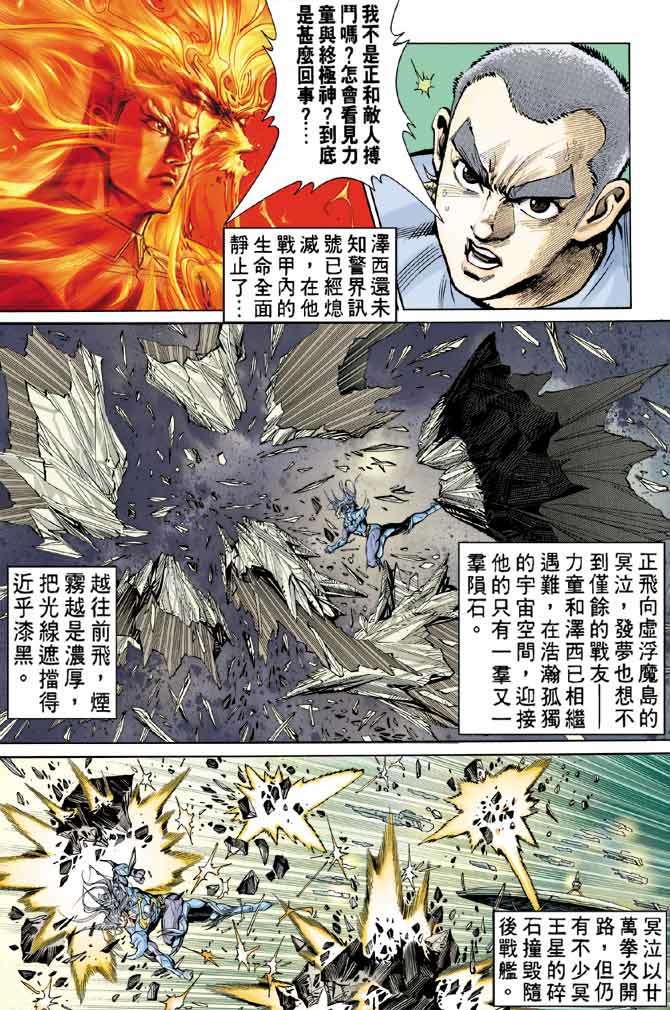 我不是正和敵人搏
鬥嗎？怎會看見力
童與終極神？到底
是甚麼回事？…
澤西還未
知警界訊
號已經熄
滅，在他
戰甲內的
生命全面
靜止了…
正飛向虛浮魔島的
冥泣，發夢也想不
到僅餘的戰友——
力童和澤西已相繼
遇難，在浩瀚孤獨
的宇宙空間，迎接
他的只有一羣又一
羣隕石。
越往前飛，煙
霧越是濃厚，
把光線遮擋得
近乎漆黑。
冥泣以廿
萬拳次開
路，但仍
有不少冥
王星的碎
石撞毀隨
後戰艦。